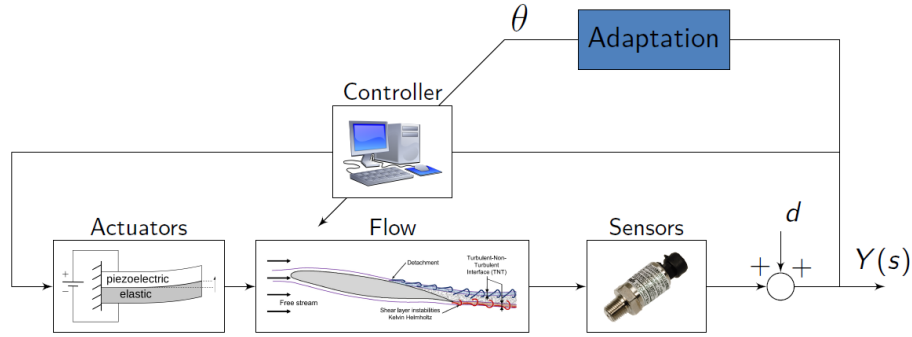 θ
Adaptation
Controller
Actuators
Flow
Sensors
d
Y(s)
+
+
+
−
piezoelectric
elastic
Detachment
Turbulent-Non-
Turbulent
Interface (TNT)
Free stream
Shear layer instabilities
Kelvin Helmholtz